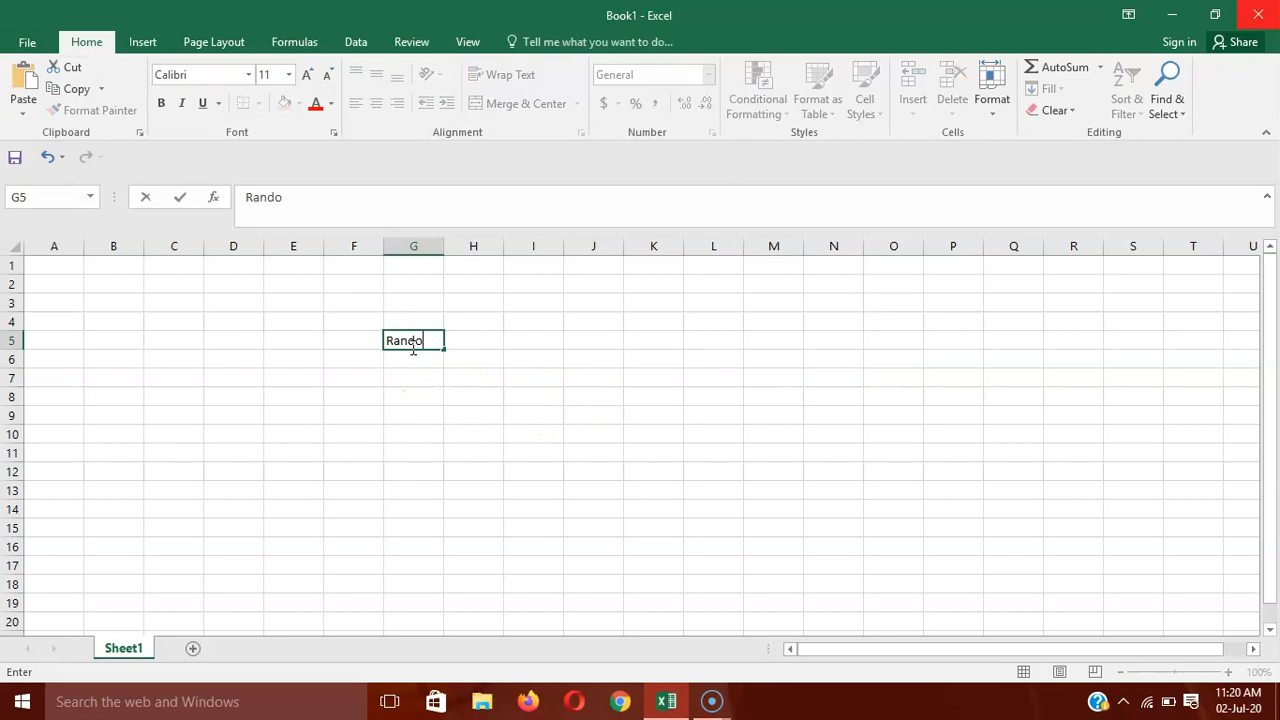 Book1 - Excel
File Home Insert Page Layout Formulas Data Review View Tell me what you want to do... Sign in Share
Paste
Cut
Copy
Format Painter
Clipboard
Calibri 11
B I U
A
Font
Wrap Text
Merge & Center
Alignment
General
$ % ,
Number
Conditional Formatting
Format as Table
Cell Styles
Styles
Insert Delete Format
Cells
AutoSum
Fill
Clear
Sort & Filter
Find & Select
Editing
G5 fx Rando
A B C D E F G H I J K L M N O P Q R S T U
1
2
3
4
5 Rando
6
7
8
9
10
11
12
13
14
15
16
17
18
19
20
Sheet1
Enter 100%
Search the web and Windows
11:20 AM
02-Jul-20